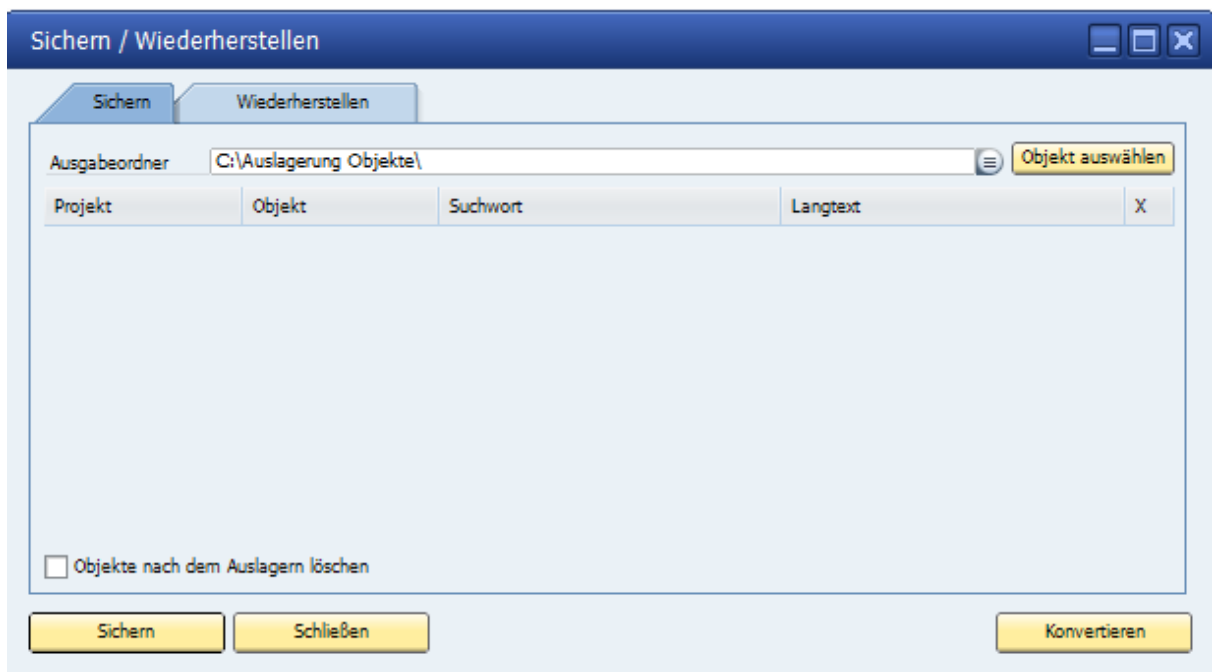 Sichern / Wiederherstellen
Sichern Wiederherstellen
Ausgabeordner C:\Auslagerung Objekte\ Objekt auswählen
Projekt Objekt Suchwort Langtext X
Objekte nach dem Auslagern löschen
Sichern Schließen Konvertieren